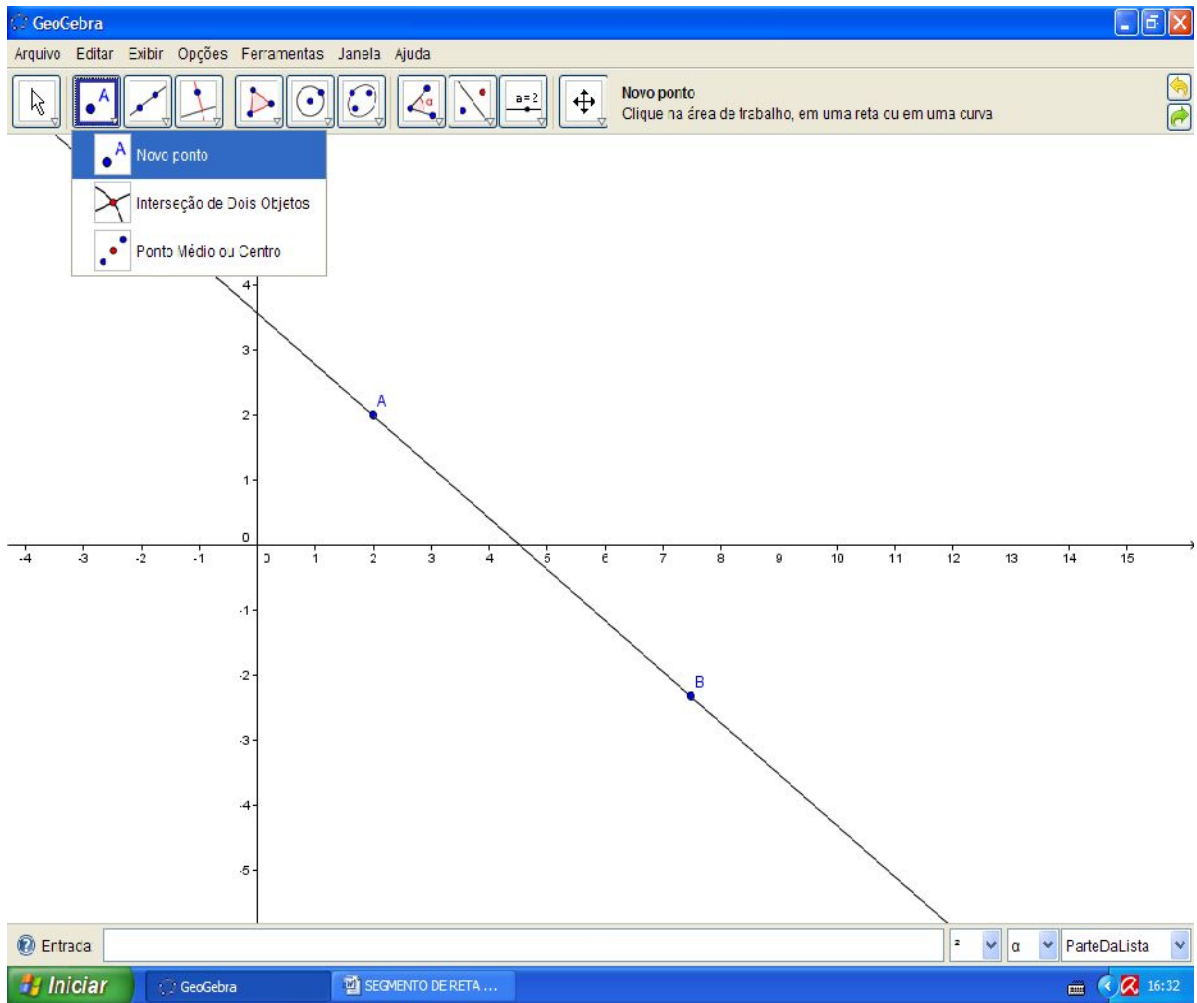 GeoGebra
Arquivo Editar Exibir Opções Ferramentas Janela Ajuda
A
α
a=2
Novo ponto
Clique na área de trabalho, em uma reta ou em uma curva
A Novo ponto
Interseção de Dois Objetos
Ponto Médio ou Centro
4
3
A
2
1
0
-4 -3 -2 -1 0 1 2 3 4 5 6 7 8 9 10 11 12 13 14 15
-1
-2
B
-3
-4
-5
Entrada: ² α ParteDaLista
Iniciar GeoGebra SEGMENTO DE RETA ... 16:32